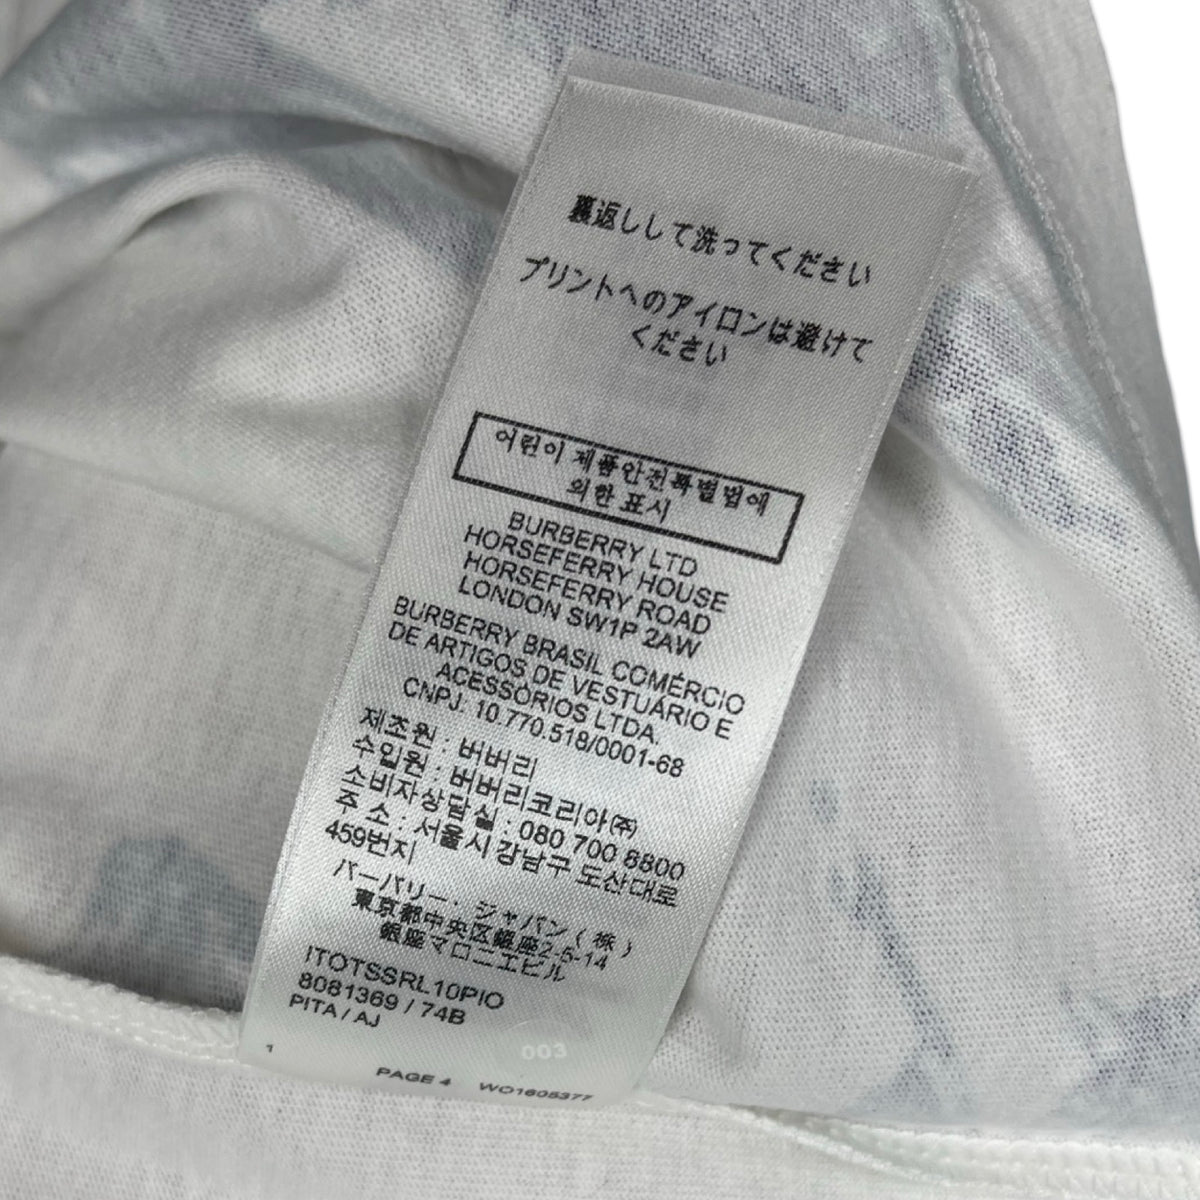 裏返しして洗ってください
プリントへのアイロンは避けて
ください
어린이 제품안전특별법에
의한 표시
BURBERRY LTD
HORSEFERRY HOUSE
HORSEFERRY ROAD
LONDON SW1P 2AW
BURBERRY BRASIL COMÉRCIO
DE ARTIGOS DE VESTUÁRIO E
ACESSÓRIOS LTDA.
CNPJ: 10 770.518/0001-68
제조원 : 버버리
수입원 : 버버리코리아㈜
소비자상담실 : 080 700 8800
주 소 : 서울시 강남구 도산대로
459번지
バーバリー．ジャパン（株）
東京都中央区銀座2-5-14
銀座マロニエビル
ITOTSSRL10PIO
8081369 / 74B
PITA / AJ
003
1
PAGE 4 WO1605377